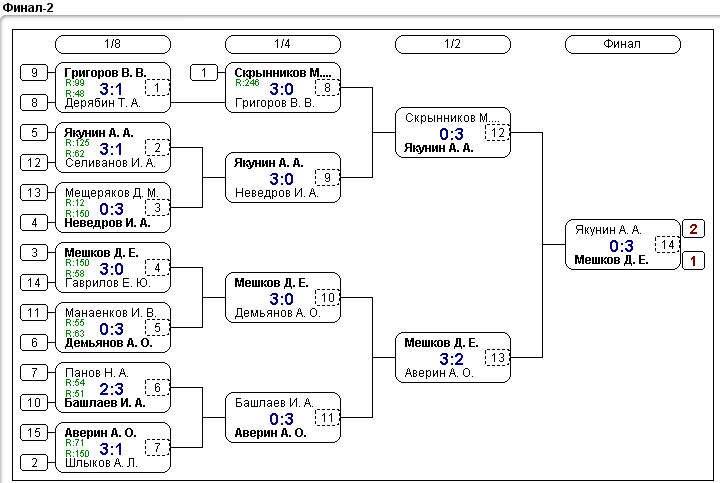 Финал-2
1/8
1/4
1/2
Финал
9
Григоров В. В.
R:99
R:48
3:1
1
8
Дерябин Т. А.
5
Якунин А. А.
R:125
R:62
3:1
2
12
Селиванов И. А.
13
Мещеряков Д. М.
R:12
R:150
0:3
3
4
Неведров И. А.
3
Мешков Д. Е.
R:150
R:58
3:0
4
14
Гаврилов Е. Ю.
11
Манаенков И. В.
R:55
R:63
0:3
5
6
Демьянов А. О.
7
Панов Н. А.
R:54
R:51
2:3
6
10
Башлаев И. А.
15
Аверин А. О.
R:71
R:150
3:1
7
2
Шлыков А. Л.
1
Скрынников М....
R:246
3:0
8
Григоров В. В.
Якунин А. А.
3:0
9
Неведров И. А.
Мешков Д. Е.
3:0
10
Демьянов А. О.
Башлаев И. А.
0:3
11
Аверин А. О.
Скрынников М....
0:3
12
Якунин А. А.
Мешков Д. Е.
3:2
13
Аверин А. О.
Якунин А. А.
2
0:3
14
Мешков Д. Е.
1